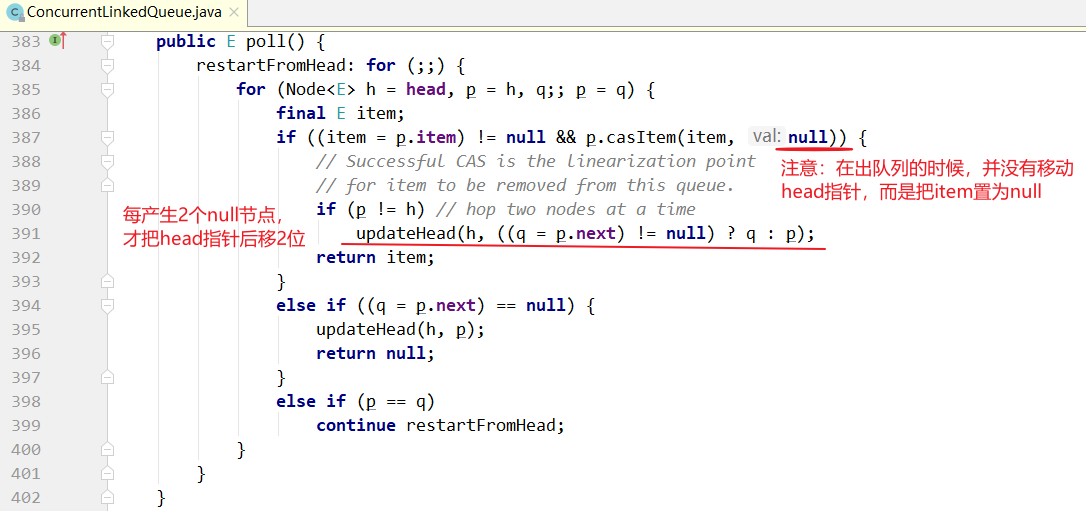 ConcurrentLinkedQueue.java
383 public E poll() {
384 restartFromHead: for (;;) {
385 for (Node<E> h = head, p = h, q;; p = q) {
386 final E item;
387 if ((item = p.item) != null && p.casItem(item, val: null)) {
388 // Successful CAS is the linearization point
389 // for item to be removed from this queue.
390 if (p != h) // hop two nodes at a time
391 updateHead(h, ((q = p.next) != null) ? q : p);
392 return item;
393 }
394 else if ((q = p.next) == null) {
395 updateHead(h, p);
396 return null;
397 }
398 else if (p == q)
399 continue restartFromHead;
400 }
401 }
402 }
注意：在出队列的时候，并没有移动
head指针，而是把item置为null
每产生2个null节点，
才把head指针后移2位